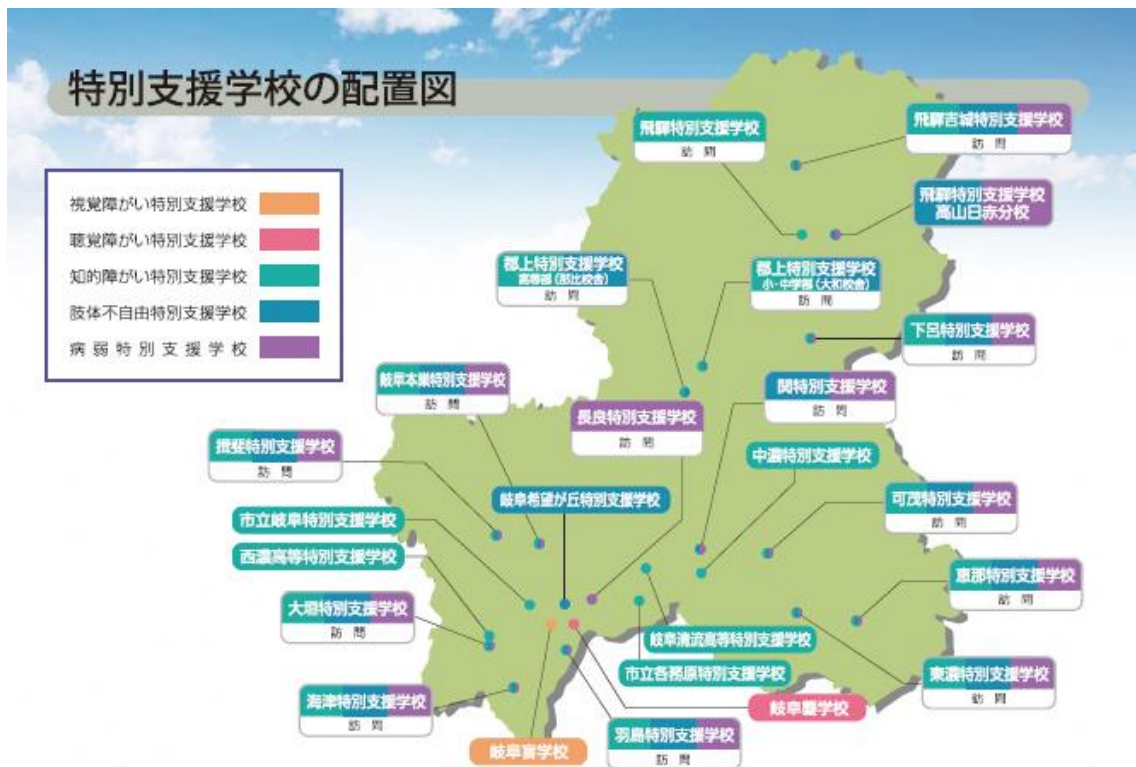 特別支援学校の配置図
視覚障がい特別支援学校
聴覚障がい特別支援学校
知的障がい特別支援学校
肢体不自由特別支援学校
病弱特別支援学校
飛騨特別支援学校
訪問
飛騨吉城特別支援学校
訪問
飛騨特別支援学校
高山日赤分校
郡上特別支援学校
高等部(那比校舎)
訪問
郡上特別支援学校
小・中学部(大和校舎)
訪問
下呂特別支援学校
訪問
岐阜本巣特別支援学校
訪問
長良特別支援学校
訪問
関特別支援学校
訪問
揖斐特別支援学校
訪問
中濃特別支援学校
岐阜希望が丘特別支援学校
可茂特別支援学校
訪問
市立岐阜特別支援学校
西濃高等特別支援学校
恵那特別支援学校
訪問
大垣特別支援学校
訪問
岐阜清流高等特別支援学校
市立各務原特別支援学校
東濃特別支援学校
訪問
海津特別支援学校
訪問
岐阜聾学校
羽島特別支援学校
訪問
岐阜盲学校